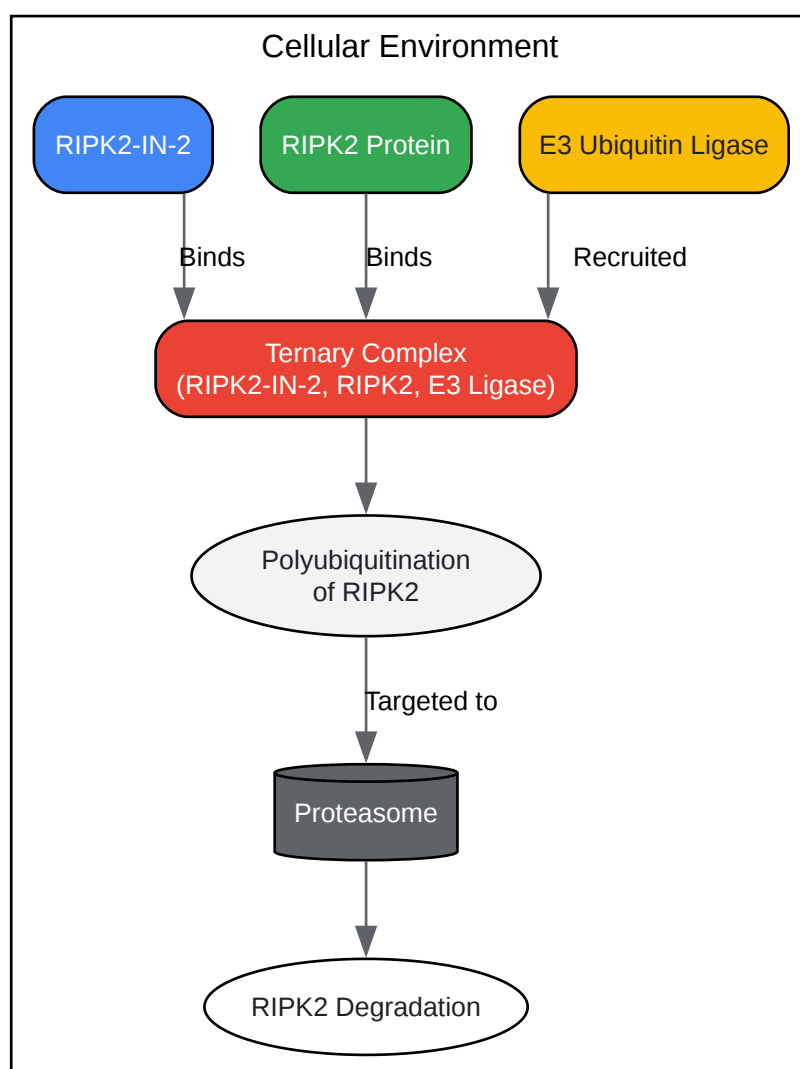 Cellular Environment
RIPK2-IN-2
RIPK2 Protein
E3 Ubiquitin Ligase
Binds
Binds
Recruited
Ternary Complex
(RIPK2-IN-2, RIPK2, E3 Ligase)
Polyubiquitination
of RIPK2
Targeted to
Proteasome
RIPK2 Degradation